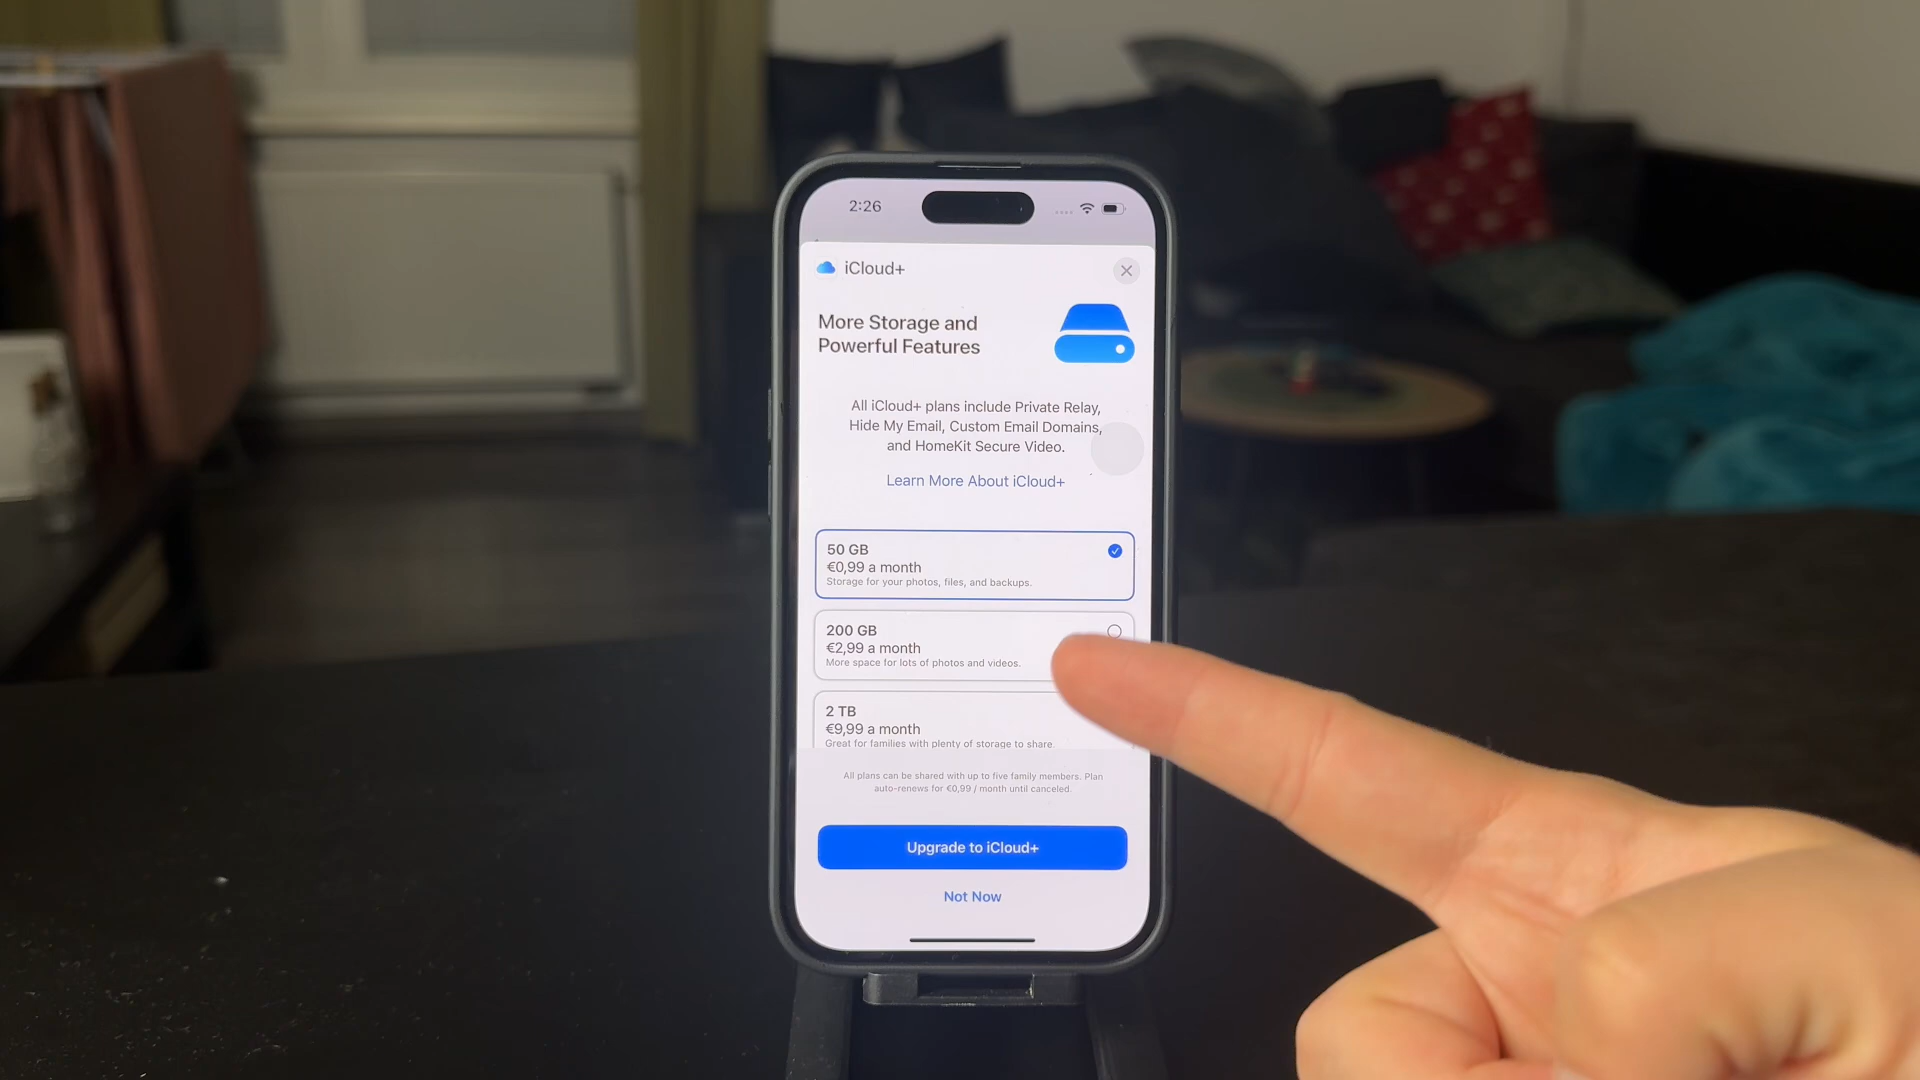 2:26
iCloud+
More Storage and
Powerful Features
All iCloud+ plans include Private Relay,
Hide My Email, Custom Email Domains,
and HomeKit Secure Video.
Learn More About iCloud+
50 GB
€0,99 a month
Storage for your photos, files, and backups.
200 GB
€2,99 a month
More space for lots of photos and videos.
2 TB
€9,99 a month
Great for families with plenty of storage to share.
All plans can be shared with up to five family members. Plan
auto-renews for €0,99 / month until canceled.
Upgrade to iCloud+
Not Now